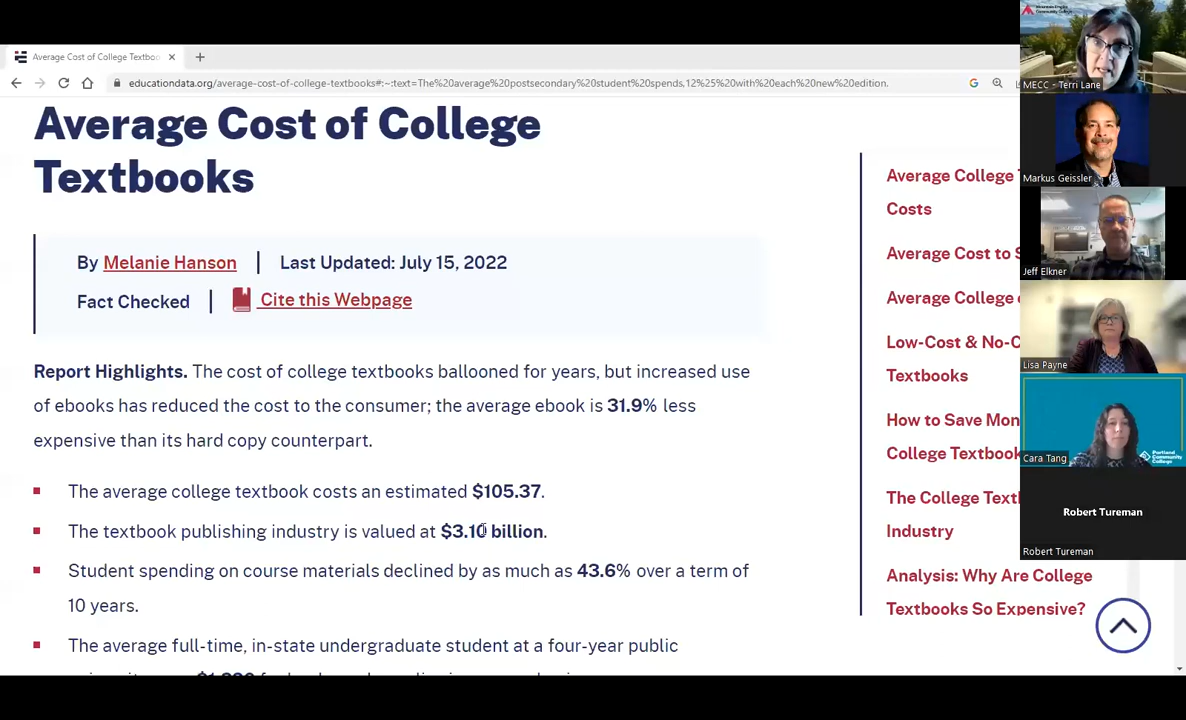 Average Cost of College Textboo
educationdata.org/average-cost-of-college-textbooks#:~:text=The%20average%20postsecondary%20student%20spends,12%25%20with%20each%20new%20edition.
Average Cost of College
Textbooks
By Melanie Hanson | Last Updated: July 15, 2022
Fact Checked | Cite this Webpage
Report Highlights. The cost of college textbooks ballooned for years, but increased use
of ebooks has reduced the cost to the consumer; the average ebook is 31.9% less
expensive than its hard copy counterpart.
The average college textbook costs an estimated $105.37.
The textbook publishing industry is valued at $3.10 billion.
Student spending on course materials declined by as much as 43.6% over a term of
10 years.
The average full-time, in-state undergraduate student at a four-year public
Average College
Costs
Average Cost to S
Average College
Low-Cost & No-C
Textbooks
How to Save Mon
College Textbook
The College Text
Industry
Analysis: Why Are College
Textbooks So Expensive?
Mountain Empire
Community College
MECC - Terri Lane
Markus Geissler
Jeff Elkner
Lisa Payne
Cara Tang
Portland
Community
College
Robert Tureman
Robert Tureman